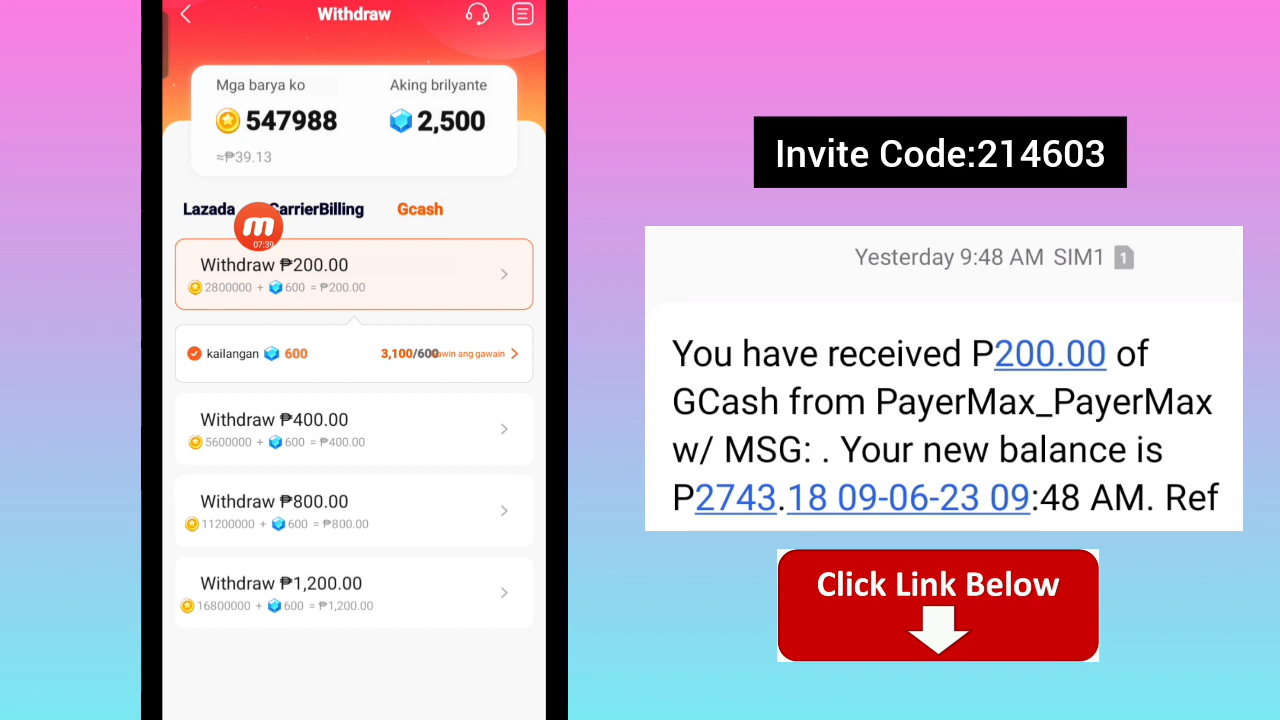 Withdraw
Mga barya ko
Aking brilyante
547988
2,500
≈₱39.13
Lazada
CarrierBilling
Gcash
m
07:39
Withdraw ₱200.00
2800000 + 600 = ₱200.00
kailangan 600
3,100/600
awin ang gawain
Withdraw ₱400.00
5600000 + 600 = ₱400.00
Withdraw ₱800.00
11200000 + 600 = ₱800.00
Withdraw ₱1,200.00
16800000 + 600 = ₱1,200.00
Invite Code:214603
Yesterday 9:48 AM SIM1 1
You have received P200.00 of
GCash from PayerMax_PayerMax
w/ MSG: . Your new balance is
P2743.18 09-06-23 09:48 AM. Ref
Click Link Below